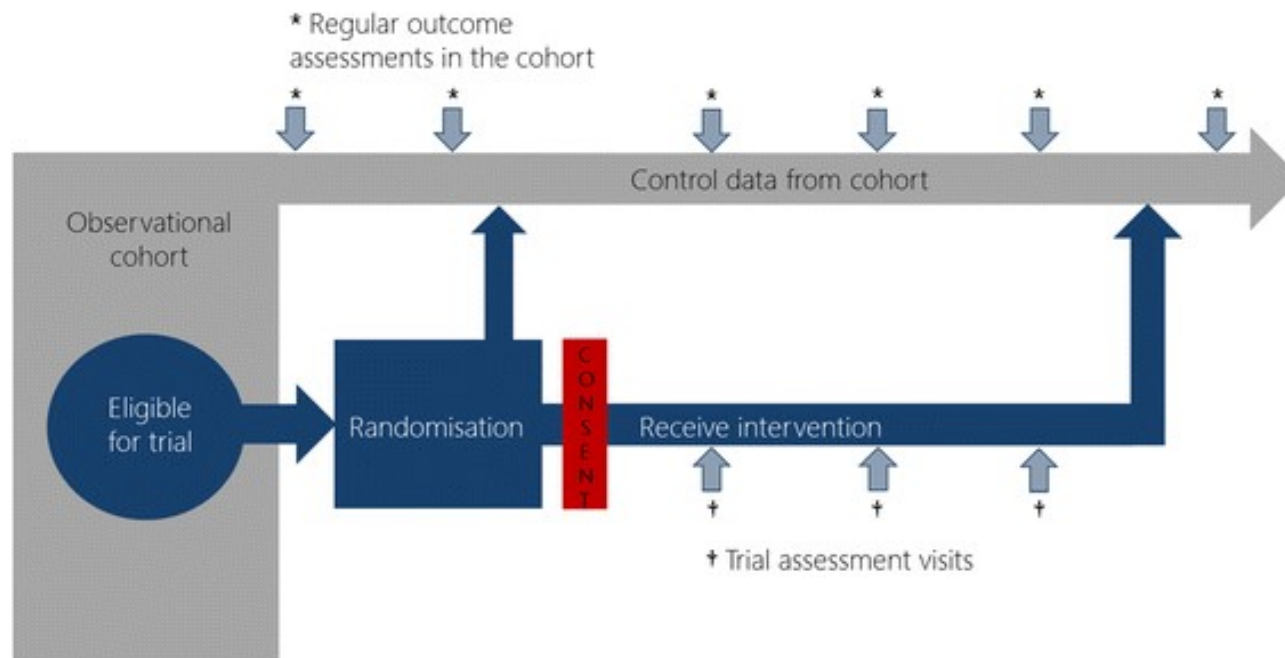 * Regular outcome
assessments in the cohort
* * * * * *
Control data from cohort
Observational
cohort
Eligible
for trial
Randomisation
CONSENT
Receive intervention
† † †
† Trial assessment visits